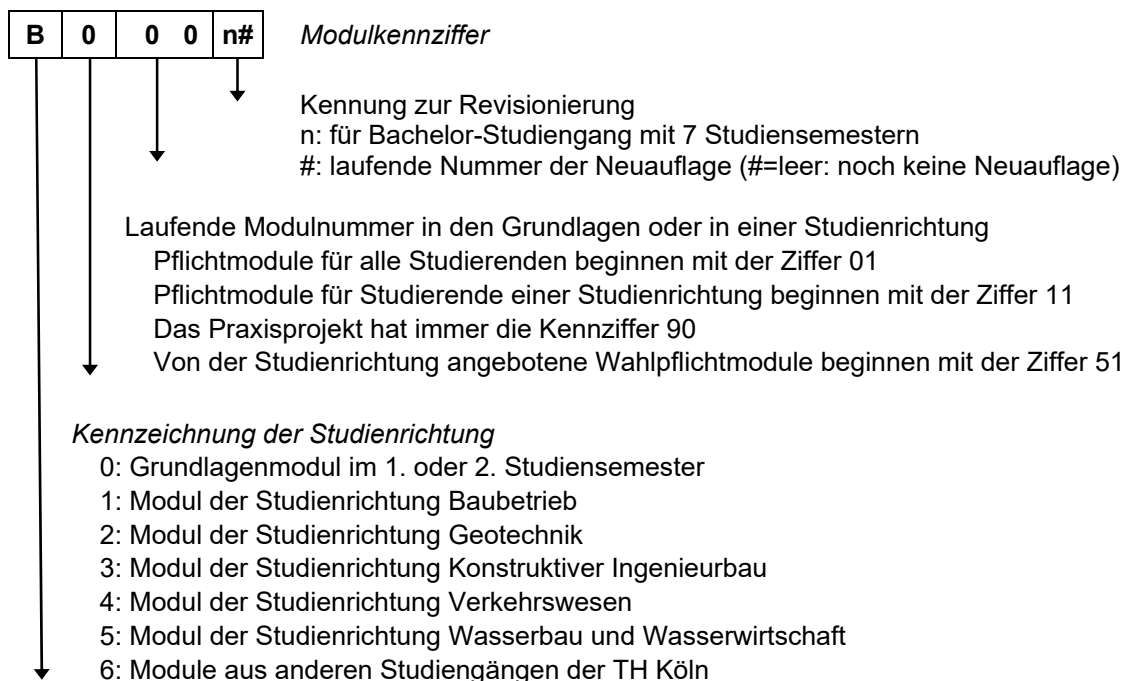 B 0 0 0 n# Modulkennziffer
Kennung zur Revisionierung
n: für Bachelor-Studiengang mit 7 Studiensemestern
#: laufende Nummer der Neuauflage (#=leer: noch keine Neuauflage)
Laufende Modulnummer in den Grundlagen oder in einer Studienrichtung
Pflichtmodule für alle Studierenden beginnen mit der Ziffer 01
Pflichtmodule für Studierende einer Studienrichtung beginnen mit der Ziffer 11
Das Praxisprojekt hat immer die Kennziffer 90
Von der Studienrichtung angebotene Wahlpflichtmodule beginnen mit der Ziffer 51
Kennzeichnung der Studienrichtung
0: Grundlagenmodul im 1. oder 2. Studiensemester
1: Modul der Studienrichtung Baubetrieb
2: Modul der Studienrichtung Geotechnik
3: Modul der Studienrichtung Konstruktiver Ingenieurbau
4: Modul der Studienrichtung Verkehrswesen
5: Modul der Studienrichtung Wasserbau und Wasserwirtschaft
6: Module aus anderen Studiengängen der TH Köln